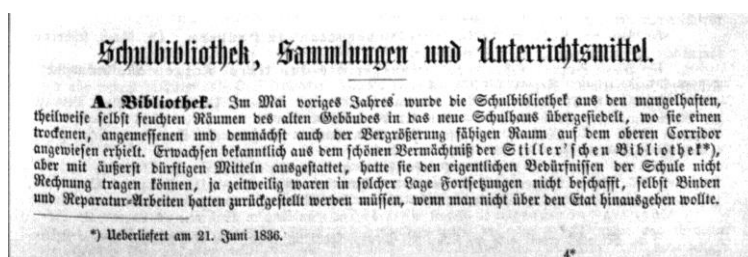 Schulbibliothek, Sammlungen und Unterrichtsmittel.
A. Bibliothek. Im Mai voriges Jahres wurde die Schulbibliothek aus den mangelhaften,
theilweise selbst feuchten Räumen des alten Gebäudes in das neue Schulhaus übergesiedelt, wo sie einen
trockenen, angemessenen und demnächst auch der Vergrößerung fähigen Raum auf dem oberen Corridor
angewiesen erhielt. Erwachsen bekanntlich aus dem schönen Vermächtniß der Stiller'schen Bibliothek*),
aber mit äußerst dürftigen Mitteln ausgestattet, hatte sie den eigentlichen Bedürfnissen der Schule nicht
Rechnung tragen können, ja zeitweilig waren in solcher Lage Fortsetzungen nicht beschafft, selbst Binden
und Reparatur-Arbeiten hatten zurückgestellt werden müssen, wenn man nicht über den Etat hinausgehen wollte.
*) Ueberliefert am 21. Juni 1836.
4*